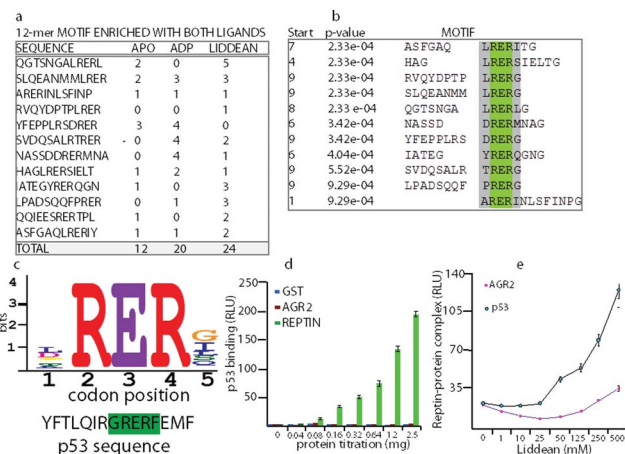 a
12-mer MOTIF ENRICHED WITH BOTH LIGANDS
SEQUENCE APO ADP LIDDEAN
QGTSNGALRERL 2 0 5
SLQEANMMLRER 2 3 3
ARERINLSFINP 1 1 1
RVQYDPTPLRER 0 0 1
YFEPPLRSDRER 3 4 0
SVDQSALRTRER 0 4 2
NASSDDRERMNA 0 4 1
HAGLRERSIELT 1 2 1
IATEGYRERQGN 1 0 3
LPADSQQFPRER 0 1 3
QQIEESRERTPL 1 0 2
ASFGAQLRERIY 1 1 2
TOTAL 12 20 24
b
Start p-value MOTIF
7 2.33e-04 ASFGAQ LRERITG
4 2.33e-04 HAG LRERSIELTG
9 2.33e-04 RVQYDPTP LRERG
9 2.33e-04 SLQEANMM LRERG
8 2.33 e-04 QGTSNGA LRERLG
6 3.42e-04 NASSD DRERMNAG
9 3.42e-04 YFEPPLRS DRERG
6 4.04e-04 IATEG YRERQGNG
9 5.52e-04 SVDQSALR TRERG
9 9.29e-04 LPADSQQF PRERG
1 9.29e-04 ARERINLSFINPG
c
bits
4
3
2
1
RER
1 2 3 4 5
codon position
YFTLQIRGRERFEMF
p53 sequence
d
p53 binding (RLU)
250
200
150
100
50
GST
AGR2
REPTIN
0 0.04 0.08 0.16 0.32 064 1.2 2.5
protein titration (mg)
e
Reptin-protein complex (RLU)
140
105
70
35
AGR2
p53
0 1 10 25 50 125 250 500
Liddean (mM)